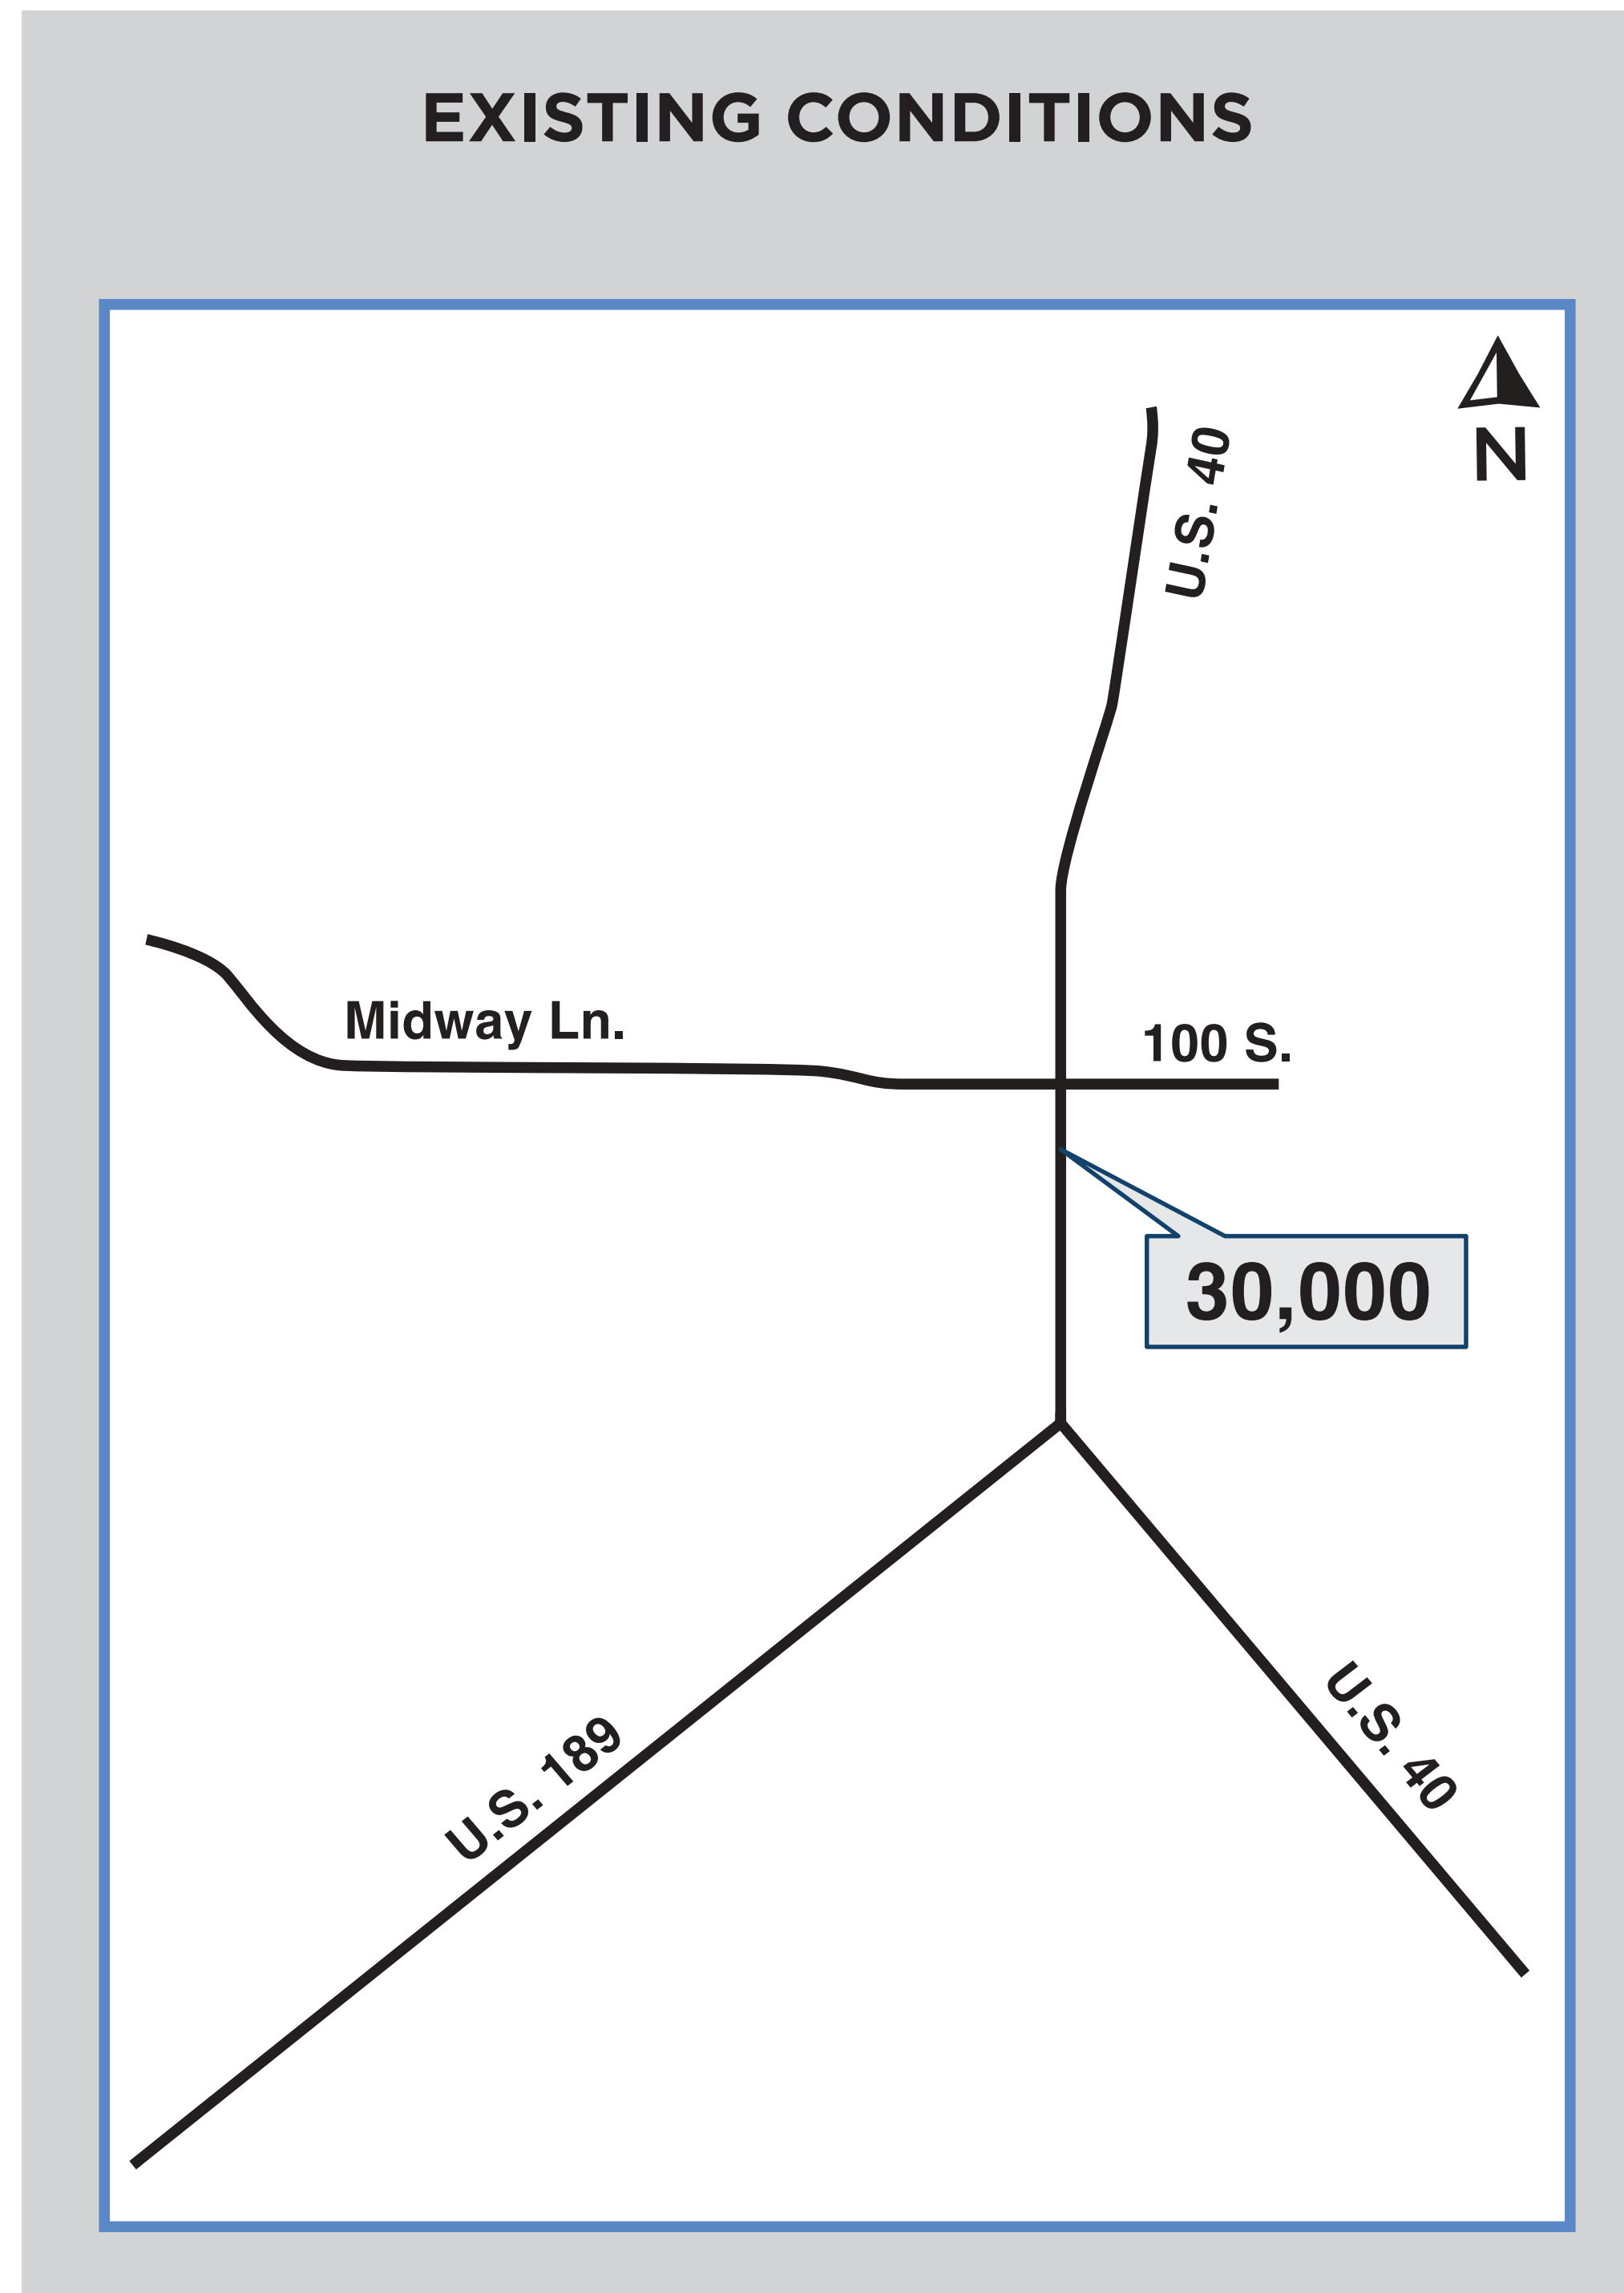 EXISTING CONDITIONS
N
U.S. 40
Midway Ln.
100 S.
30,000
U.S. 189
U.S. 40